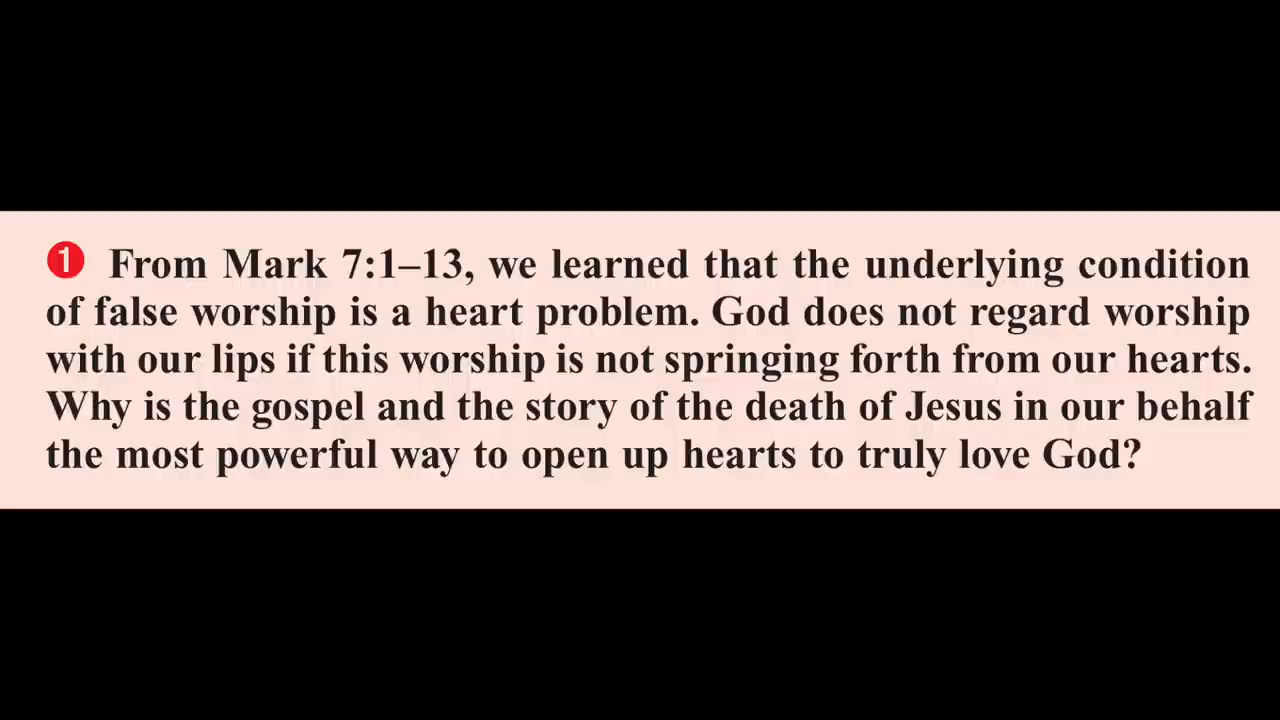 1 From Mark 7:1–13, we learned that the underlying condition
of false worship is a heart problem. God does not regard worship
with our lips if this worship is not springing forth from our hearts.
Why is the gospel and the story of the death of Jesus in our behalf
the most powerful way to open up hearts to truly love God?